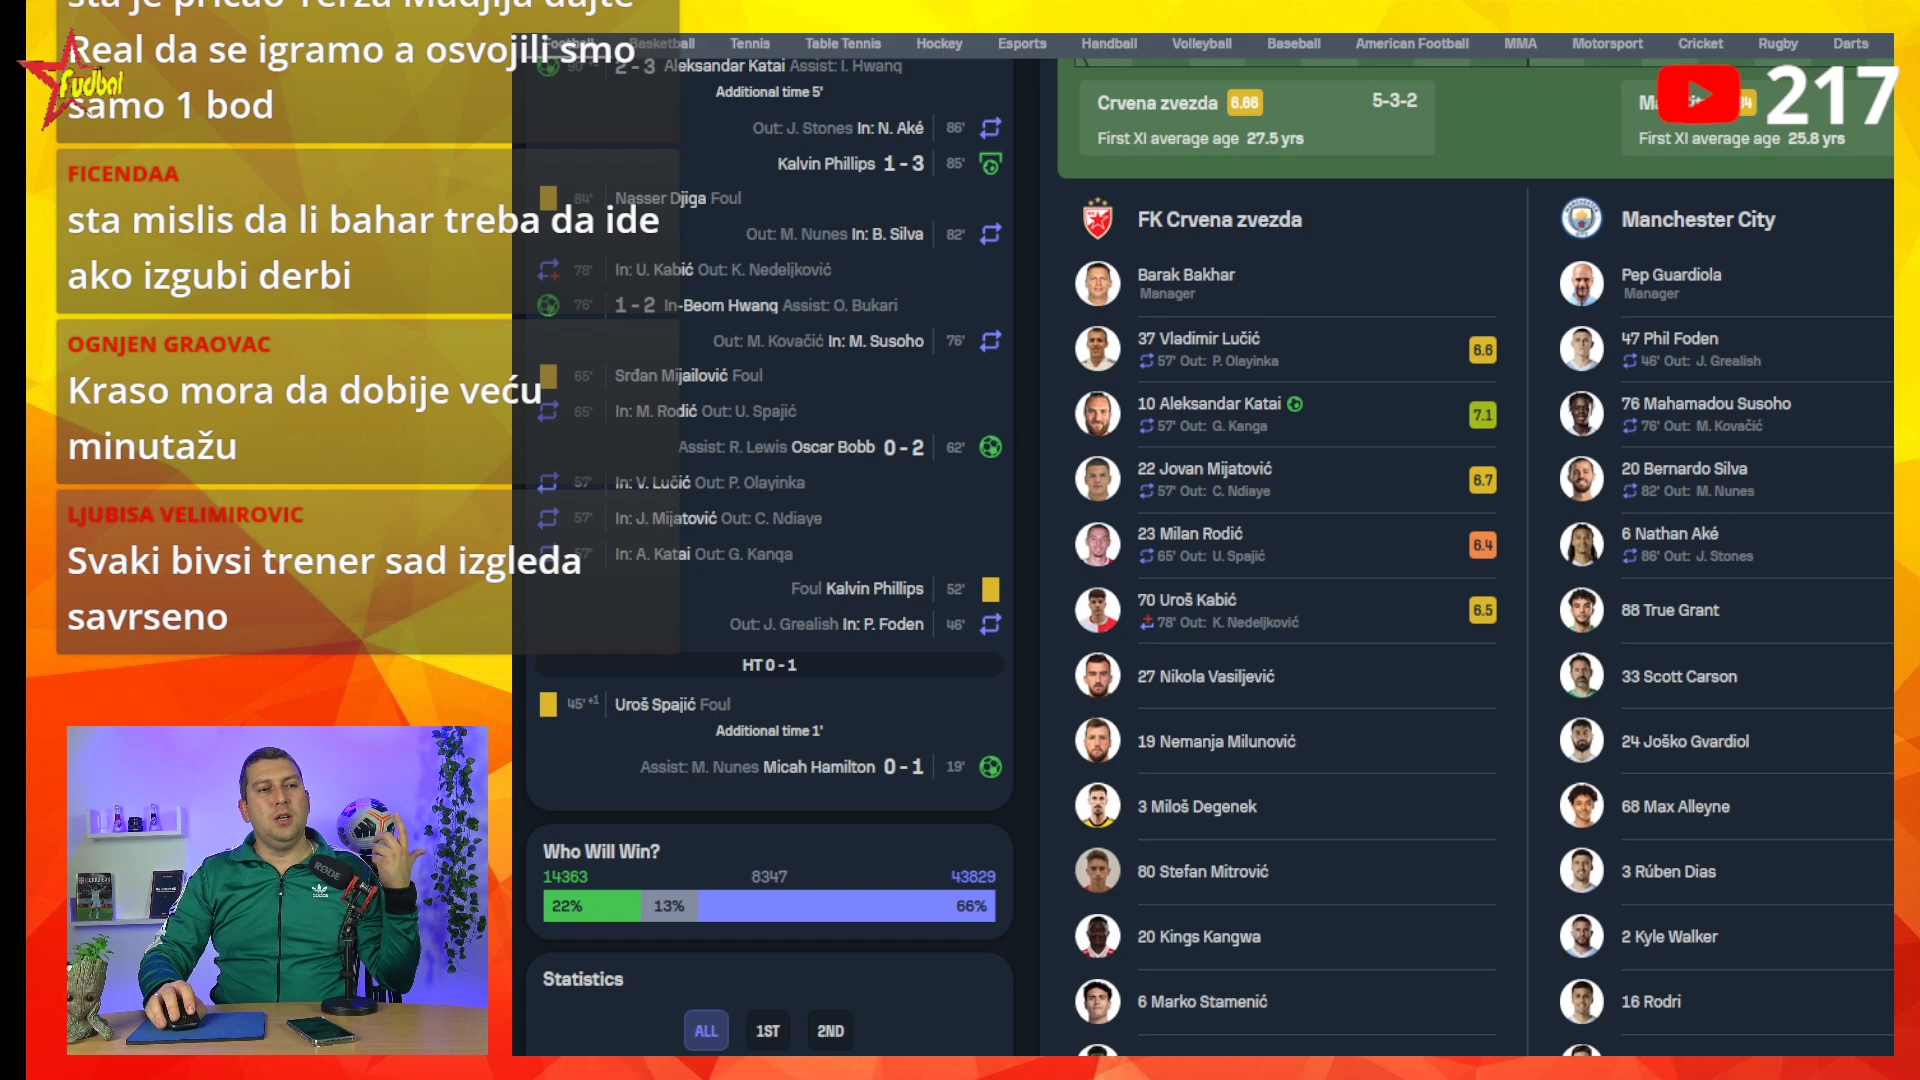 šta je pričao Terza Madjija dajte
Real da se igramo a osvojili smo
samo 1 bod
FICENDAA
sta mislis da li bahar treba da ide
ako izgubi derbi
OGNJEN GRAOVAC
Kraso mora da dobije veću
minutažu
LJUBISA VELIMIROVIC
Svaki bivsi trener sad izgleda
savrseno
Fudbal
Football Basketball Tennis Table Tennis Hockey Esports Handball Volleyball Baseball American Football MMA Motorsport Cricket Rugby Darts
217
2 - 3 Aleksandar Katai Assist: I. Hwang
Additional time 5'
Out: J. Stones In: N. Aké 86'
Kalvin Phillips 1 - 3 85'
84' Nasser Djiga Foul
Out: M. Nunes In: B. Silva 82'
78' In: U. Kabić Out: K. Nedeljković
76' 1 - 2 In-Beom Hwang Assist: O. Bukari
Out: M. Kovačić In: M. Susoho 76'
65' Srđan Mijailović Foul
65' In: M. Rodić Out: U. Spajić
Assist: R. Lewis Oscar Bobb 0 - 2 62'
57' In: V. Lučić Out: P. Olayinka
57' In: J. Mijatović Out: C. Ndiaye
57' In: A. Katai Out: G. Kanga
Foul Kalvin Phillips 52'
Out: J. Grealish In: P. Foden 46'
HT 0 - 1
45'+1 Uroš Spajić Foul
Additional time 1'
Assist: M. Nunes Micah Hamilton 0 - 1 19'
Who Will Win?
14363 8347 43829
22% 13% 66%
Statistics
ALL 1ST 2ND
Crvena zvezda 6.66 5-3-2
First XI average age 27.5 yrs
First XI average age 25.8 yrs
FK Crvena zvezda
Barak Bakhar
Manager
37 Vladimir Lučić
57' Out: P. Olayinka
6.6
10 Aleksandar Katai
57' Out: G. Kanga
7.1
22 Jovan Mijatović
57' Out: C. Ndiaye
6.7
23 Milan Rodić
65' Out: U. Spajić
6.4
70 Uroš Kabić
78' Out: K. Nedeljković
6.5
27 Nikola Vasiljević
19 Nemanja Milunović
3 Miloš Degenek
80 Stefan Mitrović
20 Kings Kangwa
6 Marko Stamenić
Manchester City
Pep Guardiola
Manager
47 Phil Foden
46' Out: J. Grealish
76 Mahamadou Susoho
76' Out: M. Kovačić
20 Bernardo Silva
82' Out: M. Nunes
6 Nathan Aké
86' Out: J. Stones
88 True Grant
33 Scott Carson
24 Joško Gvardiol
68 Max Alleyne
3 Rúben Dias
2 Kyle Walker
16 Rodri
RØDE
adidas